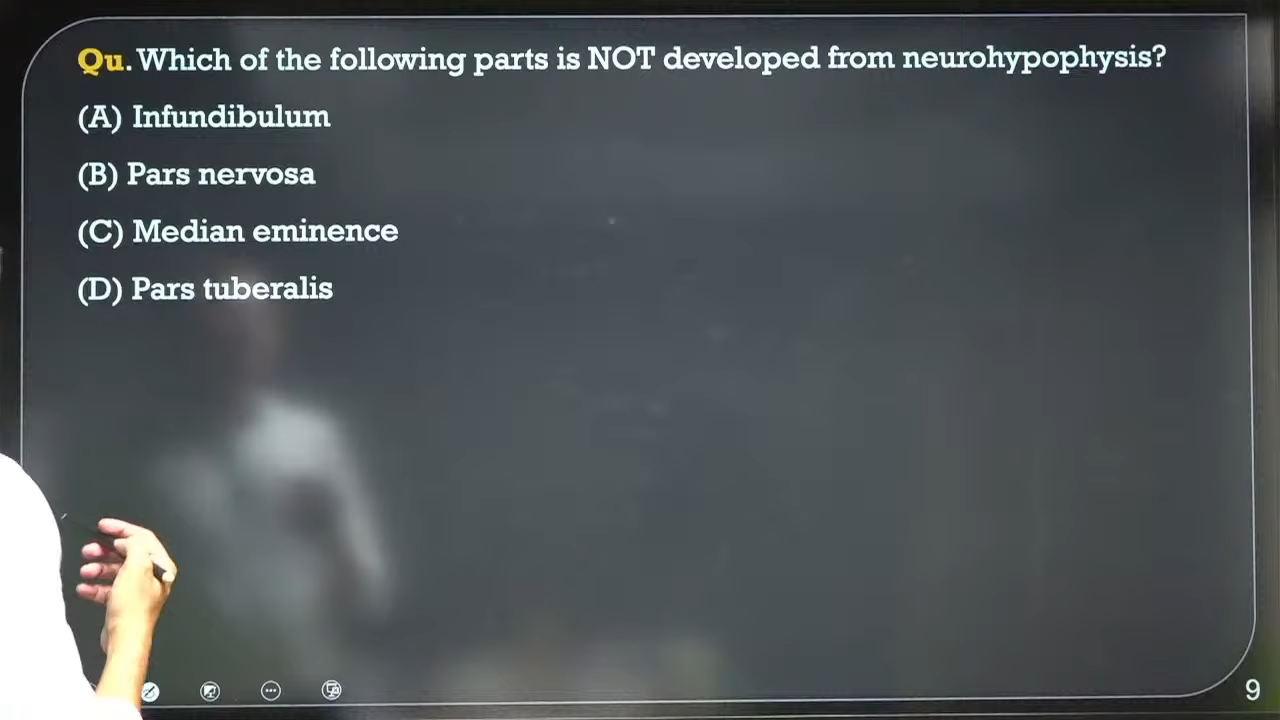 Qu. Which of the following parts is NOT developed from neurohypophysis?
(A) Infundibulum
(B) Pars nervosa
(C) Median eminence
(D) Pars tuberalis
9